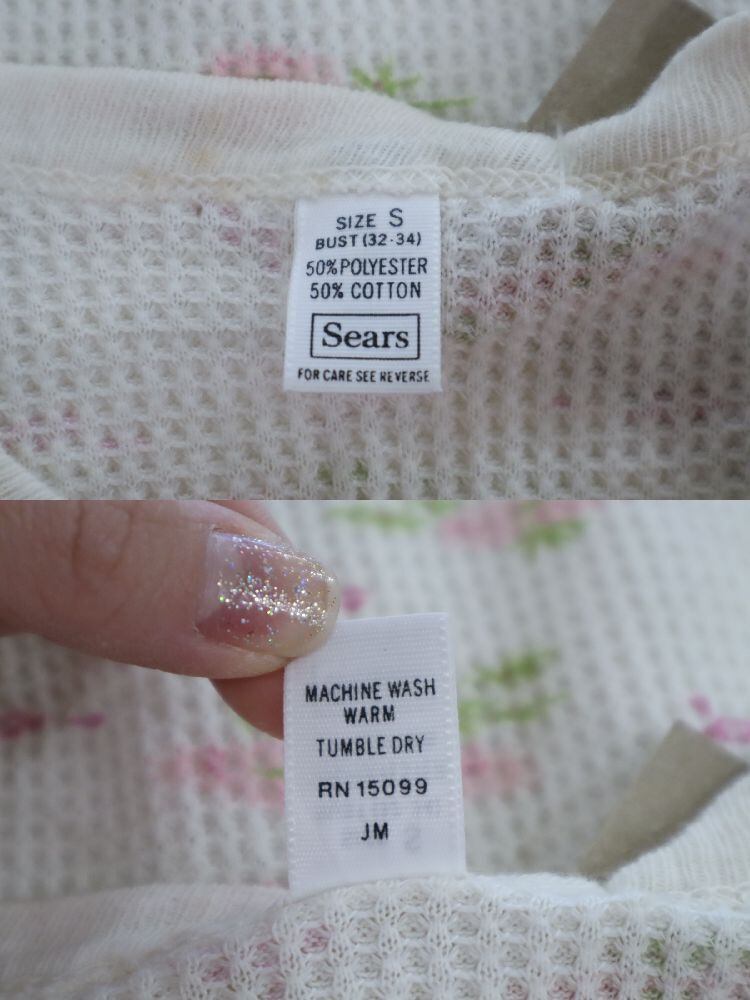 SIZE S
BUST (32-34)
50% POLYESTER
50% COTTON
Sears
FOR CARE SEE REVERSE
MACHINE WASH
WARM
TUMBLE DRY
RN 15099
JM